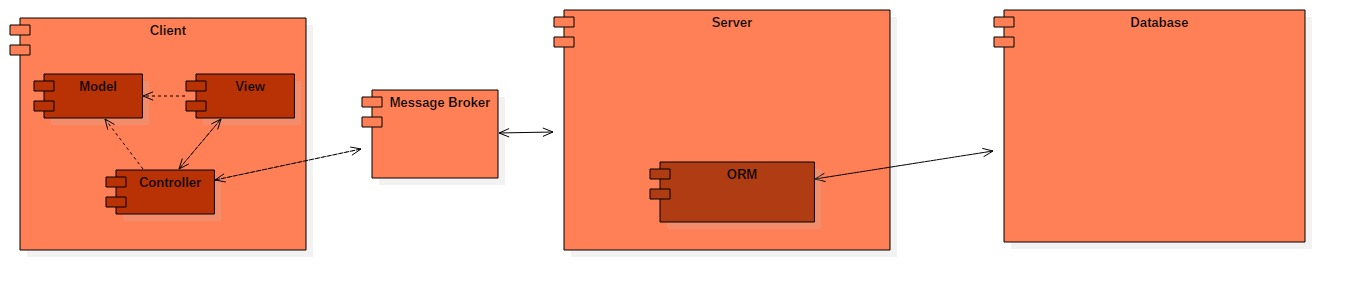 Client
Model
View
Controller
Message Broker
Server
ORM
Database